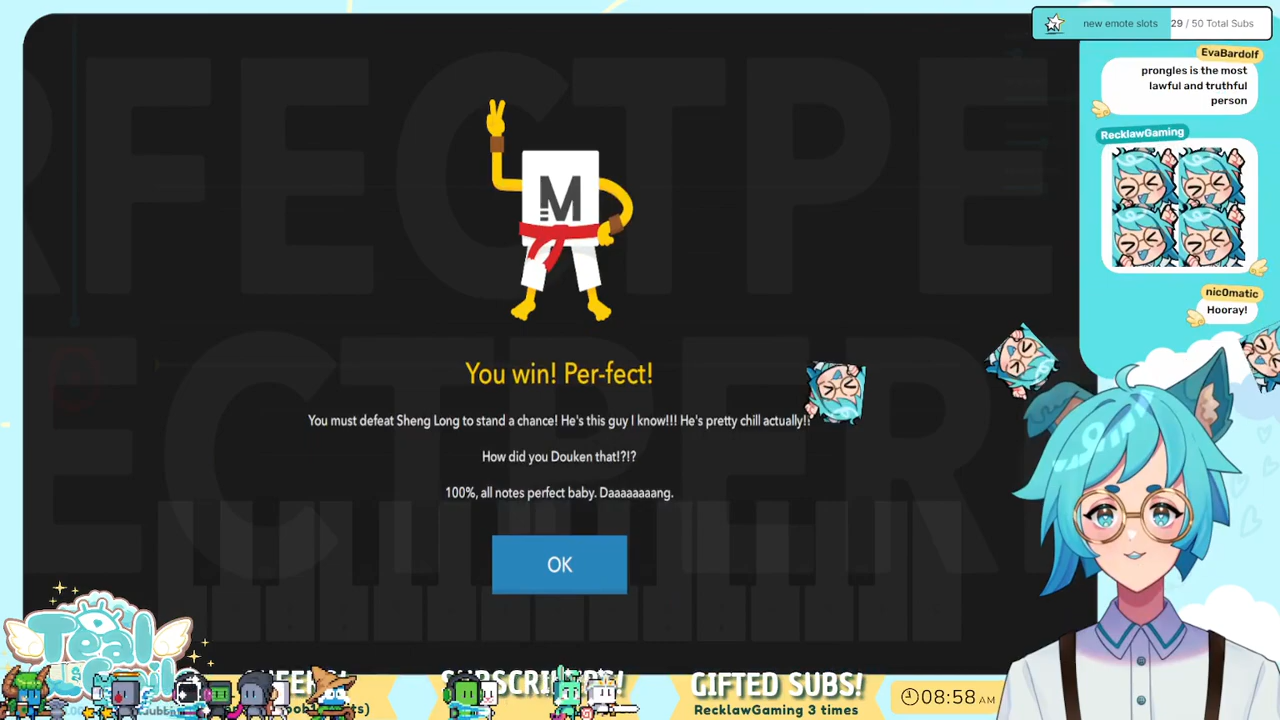 new emote slots 29 / 50 Total Subs
EvaBardolf
prongles is the most
lawful and truthful
person
RecklawGaming
nic0matic
Hooray!
M
You win! Per-fect!
You must defeat Sheng Long to stand a chance! He's this guy I know!!! He's pretty chill actually!!
How did you Douken that!?!?
100%, all notes perfect baby. Daaaaaaaang.
OK
Teal
GIFTED SUBS!
RecklawGaming 3 times
08:58 AM